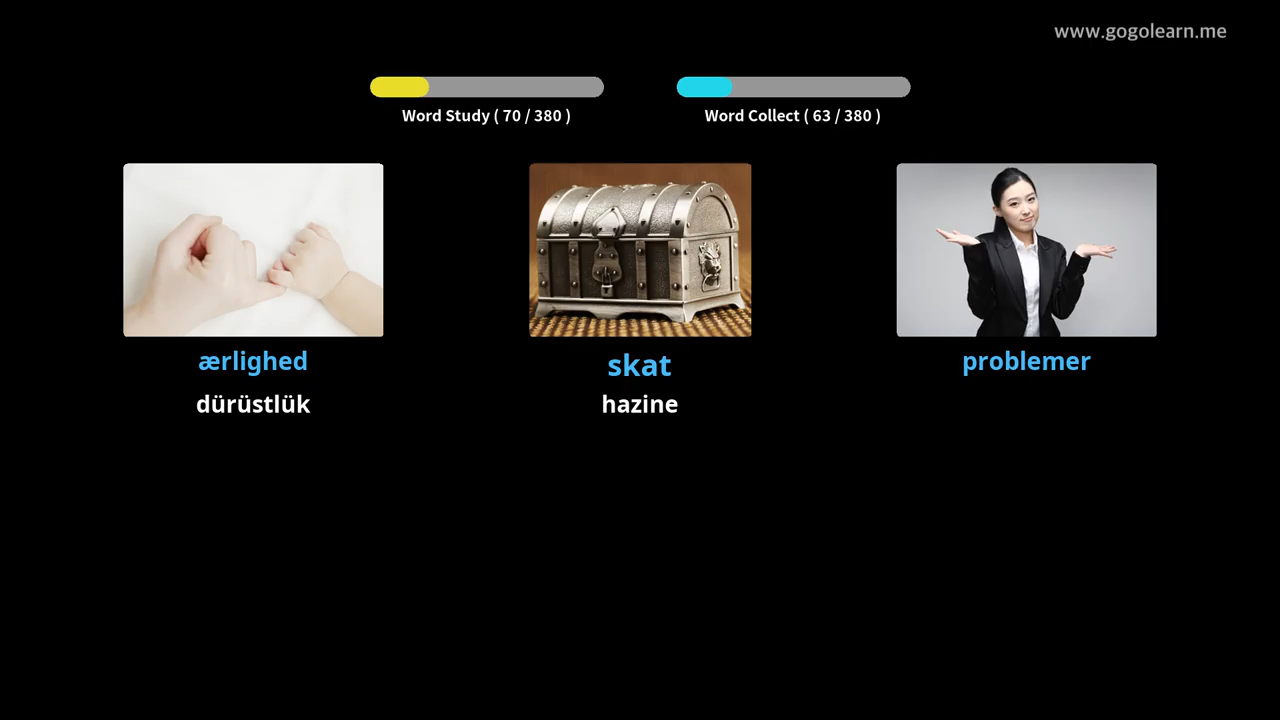 www.gogolearn.me
Word Study ( 70 / 380 )
Word Collect ( 63 / 380 )
ærlighed
skat
problemer
dürüstlük
hazine